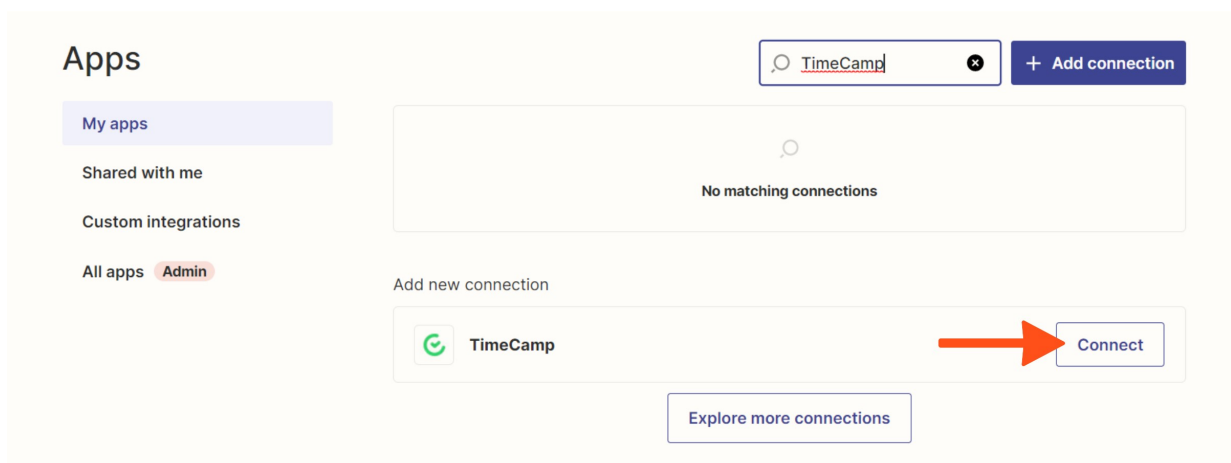 Apps
TimeCamp
+ Add connection
My apps
Shared with me
Custom integrations
All apps Admin
No matching connections
Add new connection
TimeCamp
Connect
Explore more connections